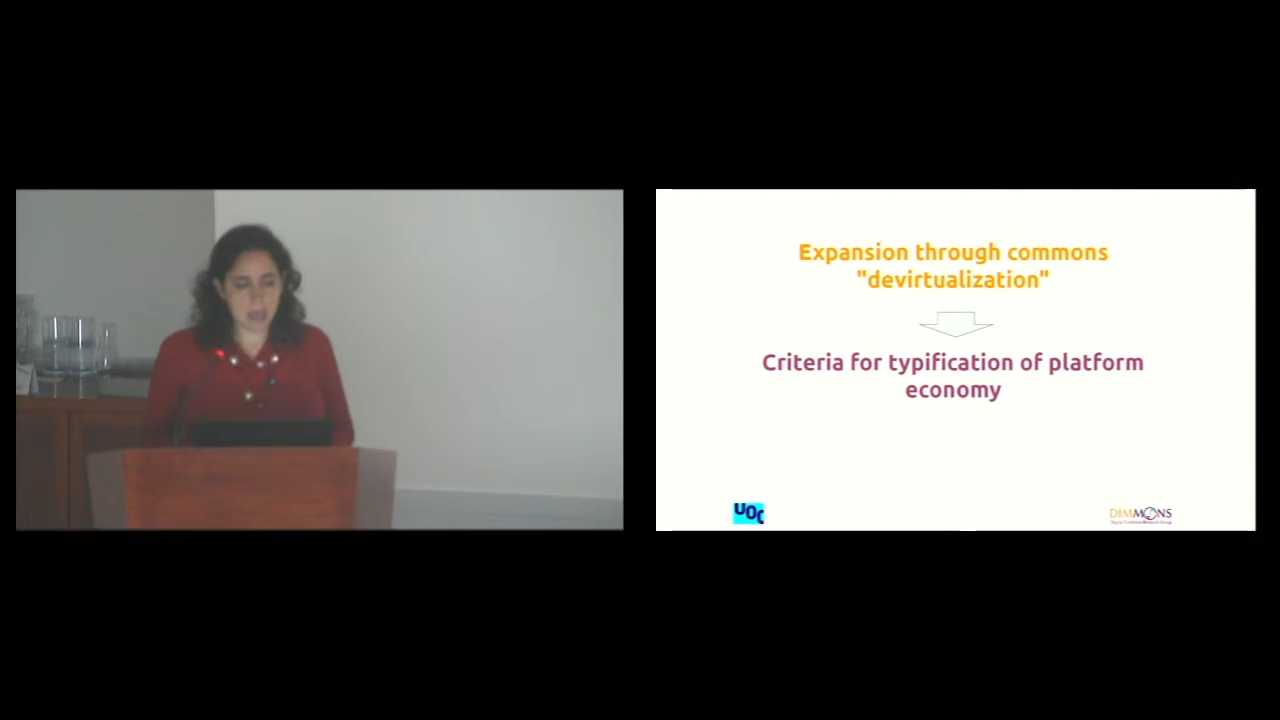 Expansion through commons
"devirtualization"
Criteria for typification of platform
economy
UOC
DIMMONS